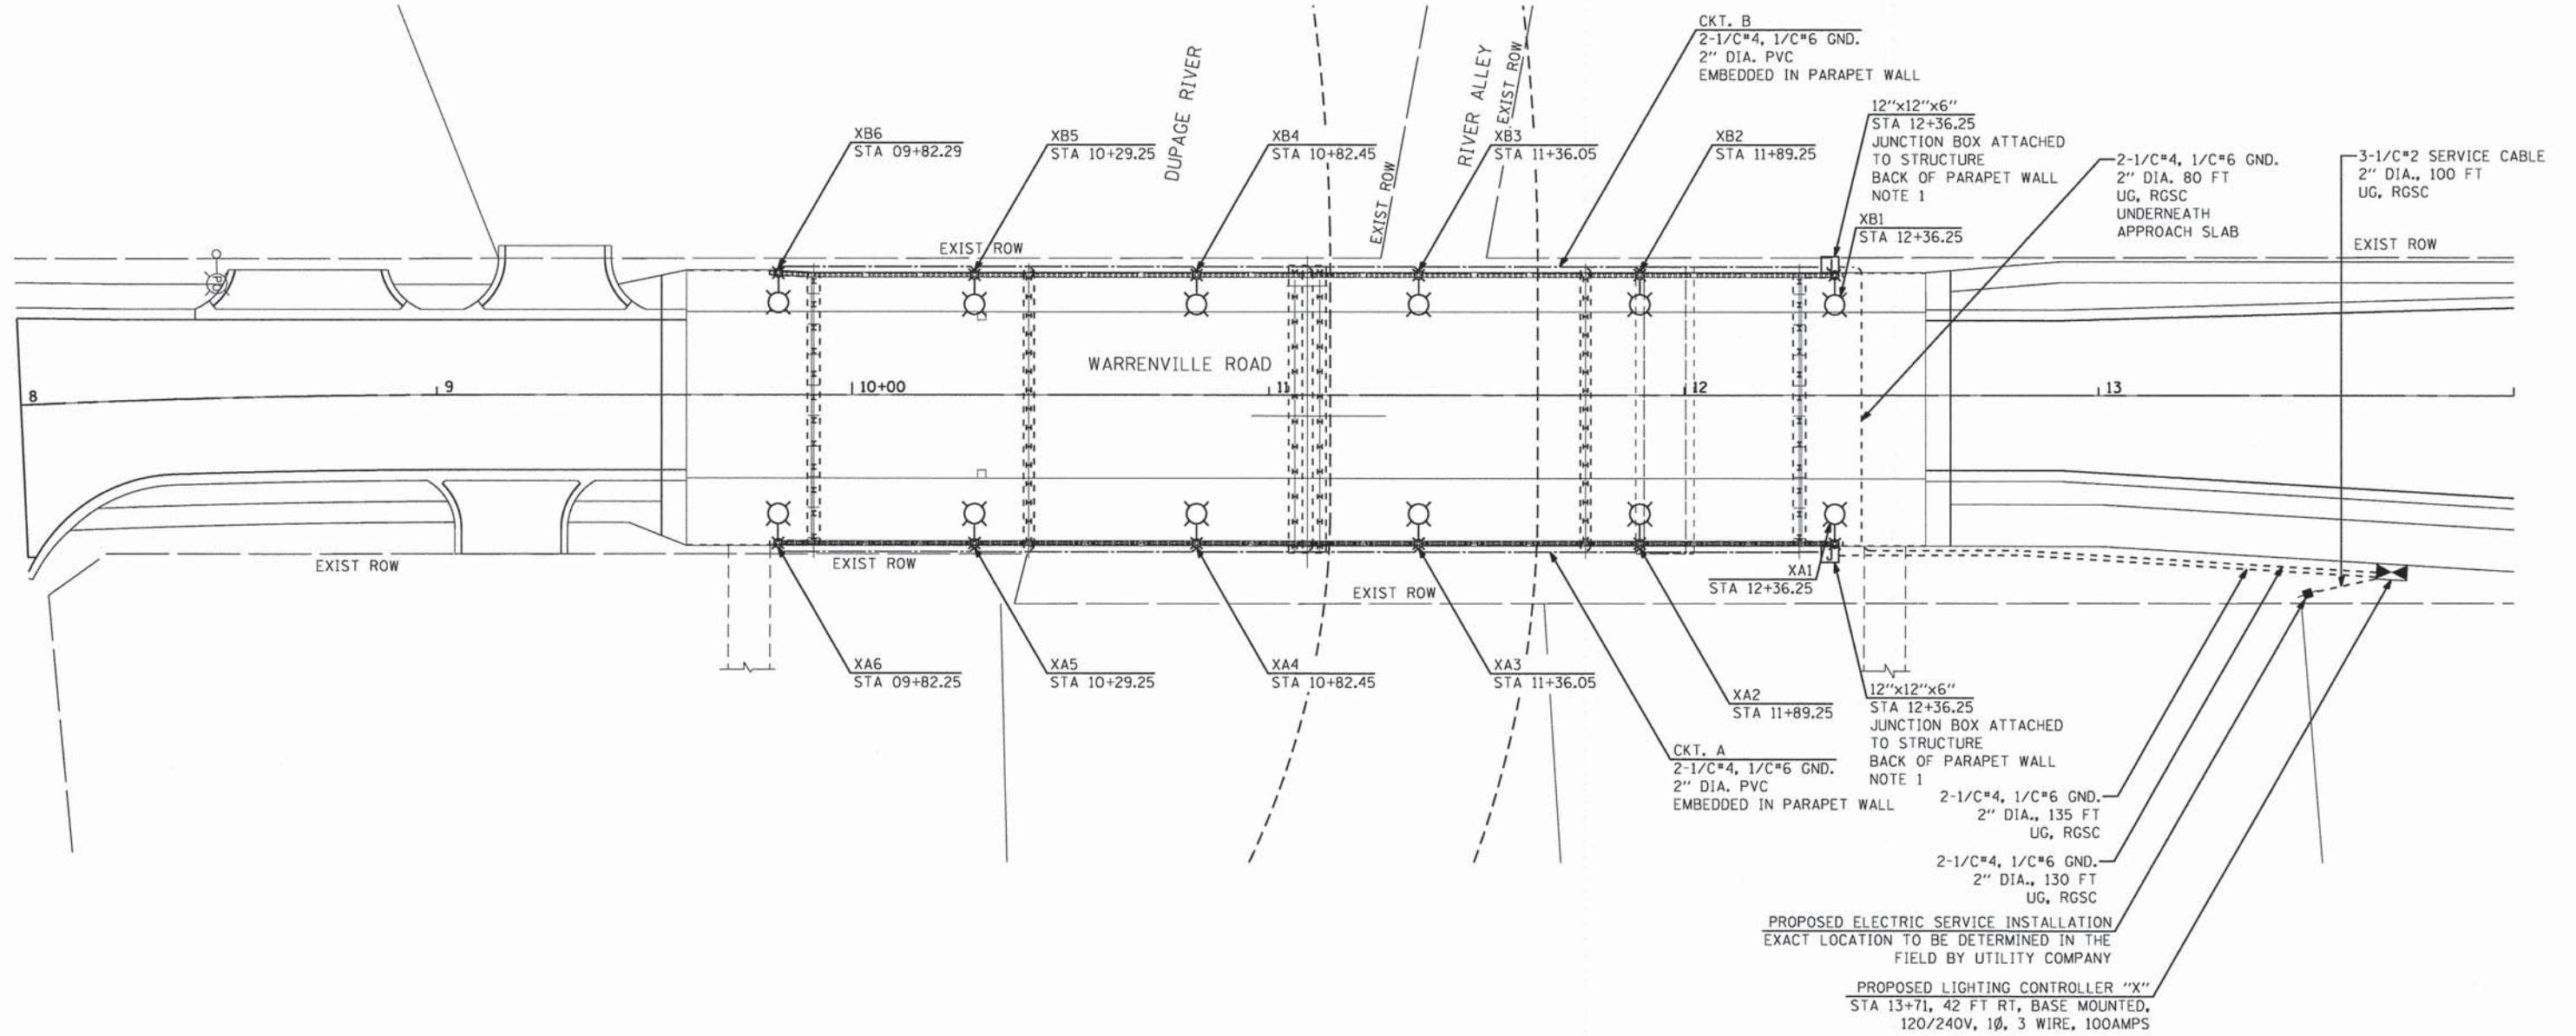 CKT. B
2-1/C#4, 1/C#6 GND.
2" DIA. PVC
EMBEDDED IN PARAPET WALL
DUPAGE RIVER
RIVER ALLEY
EXIST ROW
EXIST ROW
12"x12"x6"
STA 12+36.25
JUNCTION BOX ATTACHED
TO STRUCTURE
BACK OF PARAPET WALL
NOTE 1
XB6
STA 09+82.29
XB5
STA 10+29.25
XB4
STA 10+82.45
XB3
STA 11+36.05
XB2
STA 11+89.25
XB1
STA 12+36.25
2-1/C#4, 1/C#6 GND.
2" DIA. 80 FT
UG, RGSC
UNDERNEATH
APPROACH SLAB
3-1/C#2 SERVICE CABLE
2" DIA., 100 FT
UG, RGSC
EXIST ROW
EXIST ROW
PP
J
WARRENVILLE ROAD
8
9
10+00
11
12
13
J
EXIST ROW
EXIST ROW
EXIST ROW
XA1
STA 12+36.25
XA6
STA 09+82.25
XA5
STA 10+29.25
XA4
STA 10+82.45
XA3
STA 11+36.05
XA2
STA 11+89.25
12"x12"x6"
STA 12+36.25
JUNCTION BOX ATTACHED
TO STRUCTURE
BACK OF PARAPET WALL
NOTE 1
CKT. A
2-1/C#4, 1/C#6 GND.
2" DIA. PVC
EMBEDDED IN PARAPET WALL
2-1/C#4, 1/C#6 GND.
2" DIA., 135 FT
UG, RGSC
2-1/C#4, 1/C#6 GND.
2" DIA., 130 FT
UG, RGSC
PROPOSED ELECTRIC SERVICE INSTALLATION
EXACT LOCATION TO BE DETERMINED IN THE
FIELD BY UTILITY COMPANY
PROPOSED LIGHTING CONTROLLER "X"
STA 13+71, 42 FT RT, BASE MOUNTED,
120/240V, 1Ø, 3 WIRE, 100AMPS